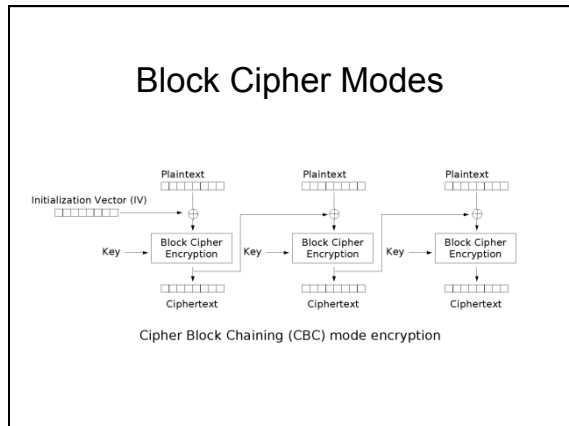 Block Cipher Modes
Plaintext Plaintext Plaintext
Initialization Vector (IV)
Key Block Cipher Encryption Key Block Cipher Encryption Key Block Cipher Encryption
Ciphertext Ciphertext Ciphertext
Cipher Block Chaining (CBC) mode encryption